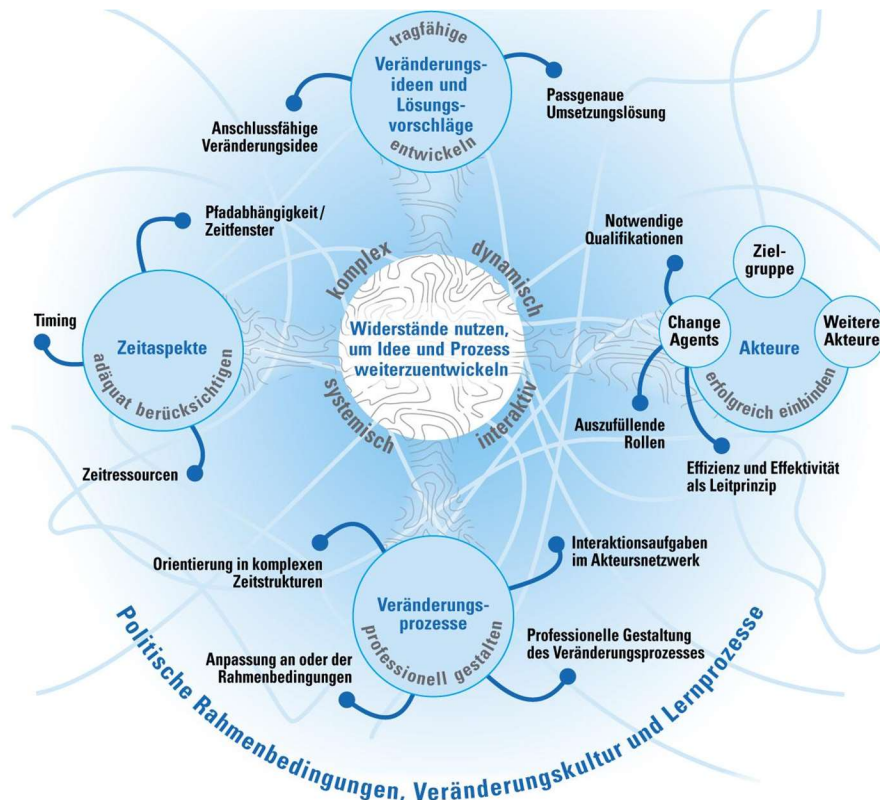 tragfähige
Veränderungs-
ideen und
Lösungs-
vorschläge
entwickeln
Anschlussfähige
Veränderungsidee
Passgenaue
Umsetzungslösung
Pfadabhängigkeit/
Zeitfenster
Timing
Zeitaspekte
adäquat berücksichtigen
Zeitressourcen
komplex
dynamisch
Widerstände nutzen,
um Idee und Prozess
weiterzuentwickeln
systemisch
interaktiv
Notwendige
Qualifikationen
Ziel-
gruppe
Change
Agents
Akteure
Weitere
Akteure
erfolgreich einbinden
Auszufüllende
Rollen
Effizienz und Effektivität
als Leitprinzip
Orientierung in komplexen
Zeitstrukturen
Interaktionsaufgaben
im Akteursnetzwerk
Veränderungs-
prozesse
professionell gestalten
Anpassung an oder der
Rahmenbedingungen
Professionelle Gestaltung
des Veränderungsprozesses
Politische Rahmenbedingungen, Veränderungskultur und Lernprozesse